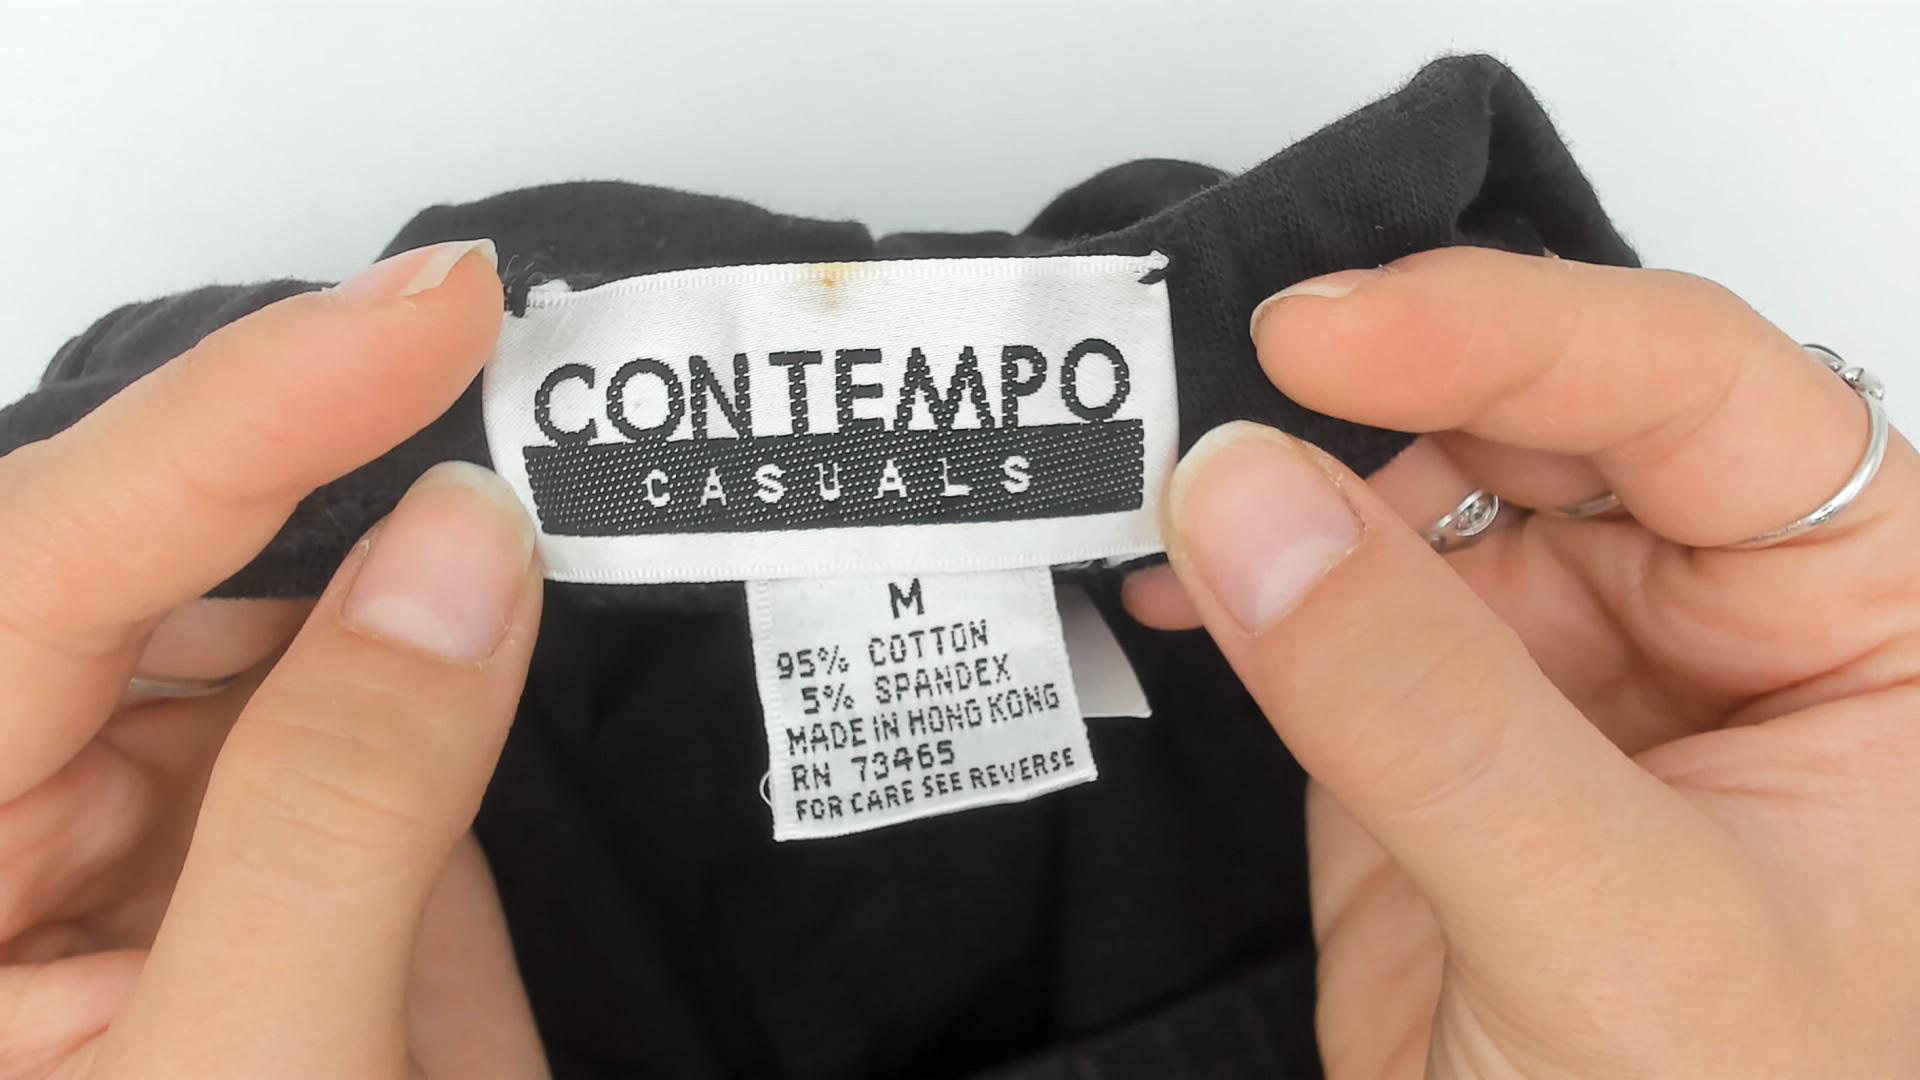 CONTEMPO
CASUALS
M
95% COTTON
5% SPANDEX
MADE IN HONG KONG
RN 73465
FOR CARE SEE REVERSE